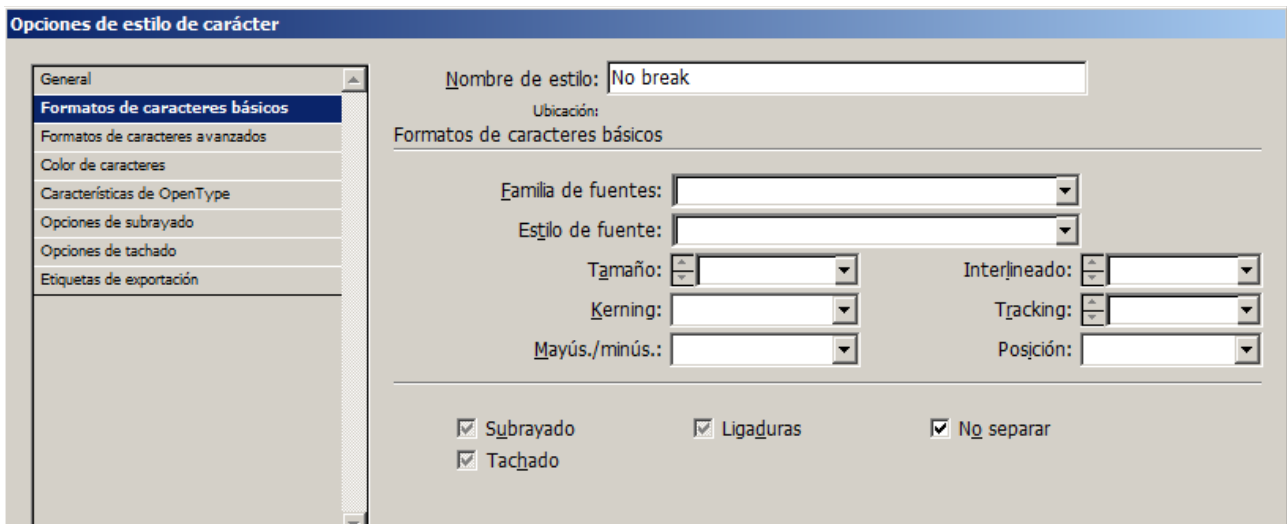 Opciones de estilo de carácter
General
Formatos de caracteres básicos
Formatos de caracteres avanzados
Color de caracteres
Características de OpenType
Opciones de subrayado
Opciones de tachado
Etiquetas de exportación
Nombre de estilo: No break
Ubicación:
Formatos de caracteres básicos
Familia de fuentes:
Estilo de fuente:
Tamaño: Interlineado:
Kerning: Tracking:
Mayús./minús.: Posición:
Subrayado Ligaduras No separar
Tachado